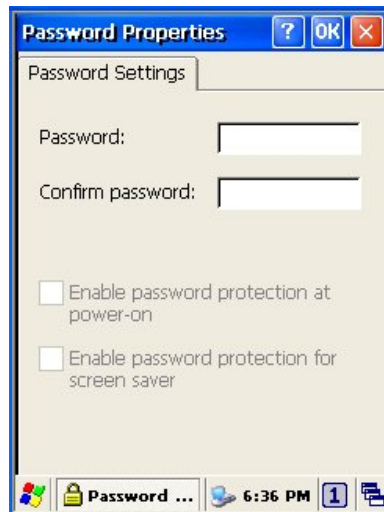 Password Properties ? OK ×
Password Settings
Password:
Confirm password:
Enable password protection at
power-on
Enable password protection for
screen saver
Password ... 6:36 PM 1